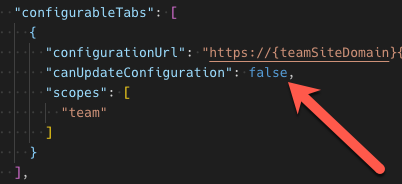 "configurableTabs": [
{
"configurationUrl": "https://{teamSiteDomain}{
"canUpdateConfiguration": false,
"scopes": [
"team"
]
}
],